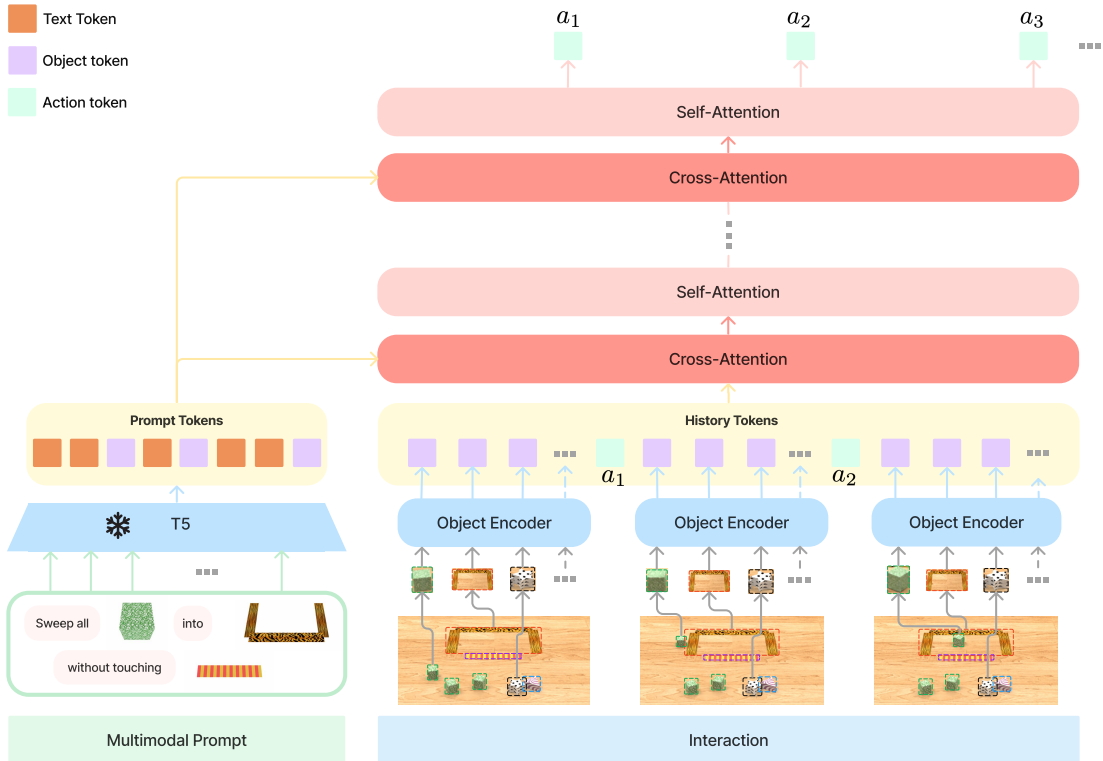 Text Token
Object token
Action token
a₁ a₂ a₃
Self-Attention
Cross-Attention
Self-Attention
Cross-Attention
Prompt Tokens
History Tokens
a₁ a₂
T5
Object Encoder Object Encoder Object Encoder
Sweep all into
without touching
Multimodal Prompt
Interaction